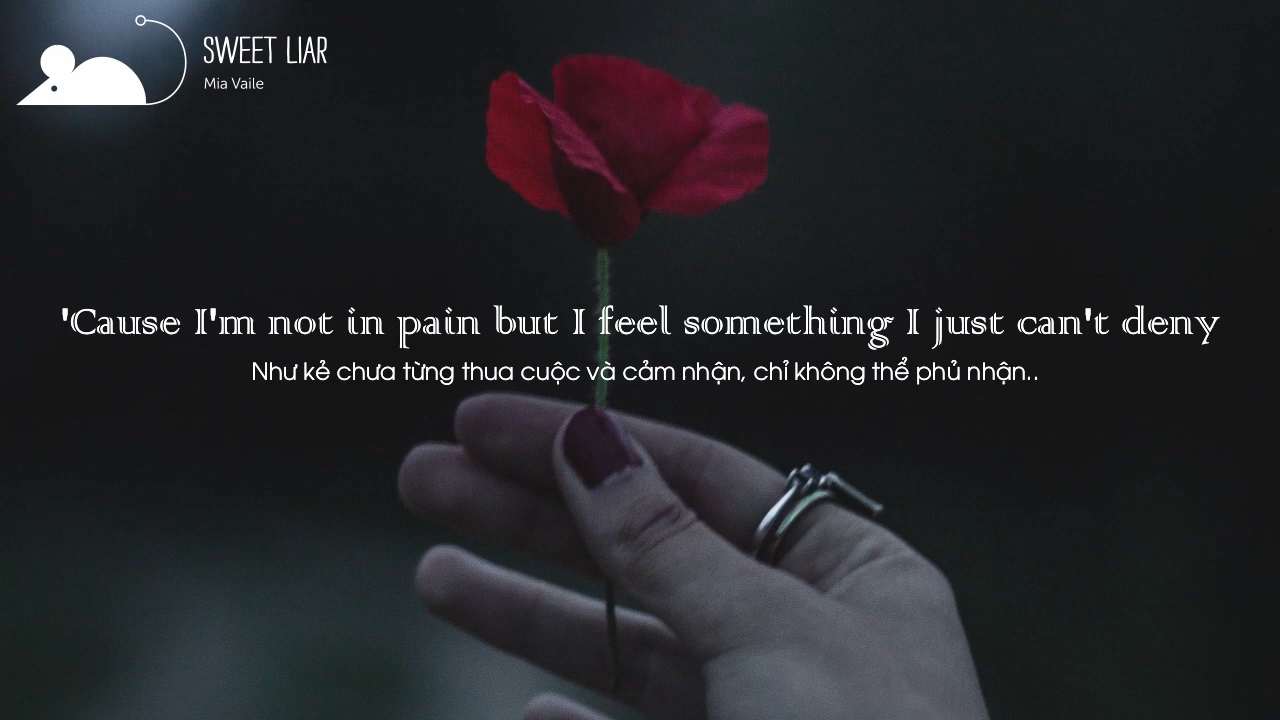 SWEET LIAR
Mia Vaile
'Cause I'm not in pain but I feel something I just can't deny
Như kẻ chưa từng thua cuộc và cảm nhận, chỉ không thể phủ nhận..